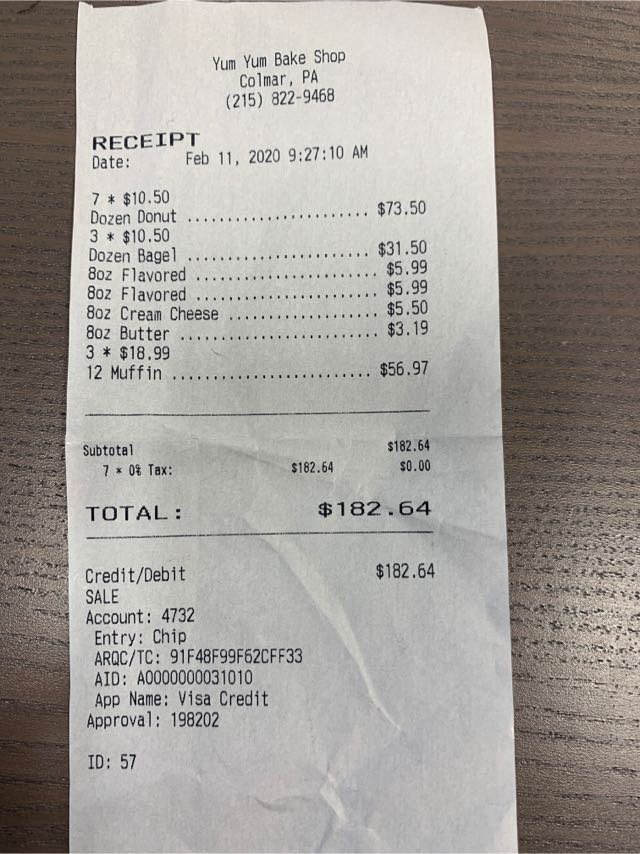 Yum Yum Bake Shop
Colmar, PA
(215) 822-9468
RECEIPT
Date: Feb 11, 2020 9:27:10 AM
7 * $10.50
Dozen Donut ....................... $73.50
3 * $10.50
Dozen Bagel ....................... $31.50
8oz Flavored ....................... $5.99
8oz Flavored ....................... $5.99
8oz Cream Cheese .................. $5.50
8oz Butter ......................... $3.19
3 * $18.99
12 Muffin ......................... $56.97
Subtotal $182.64
7 * 0% Tax: $182.64 $0.00
TOTAL: $182.64
Credit/Debit $182.64
SALE
Account: 4732
Entry: Chip
ARQC/TC: 91F48F99F62CFF33
AID: A0000000031010
App Name: Visa Credit
Approval: 198202
ID: 57